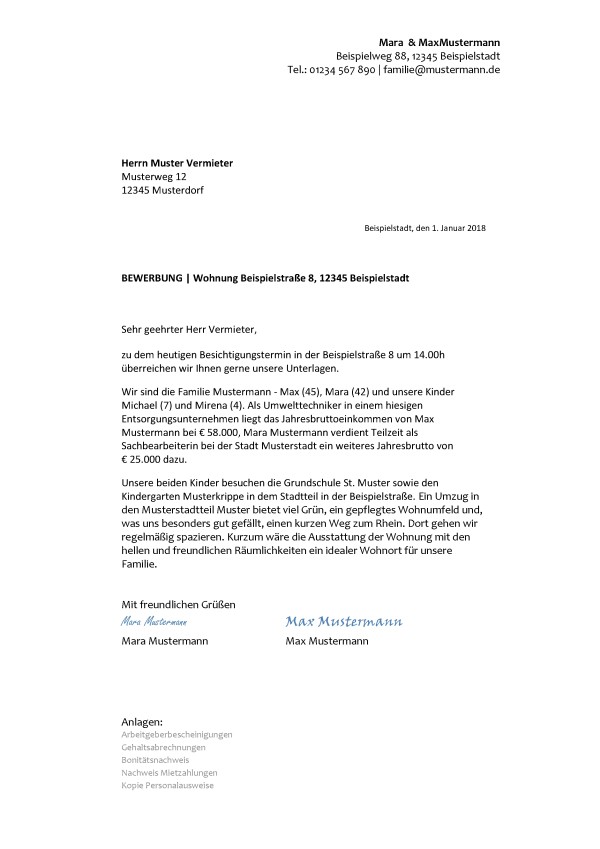 Mara & MaxMustermann
Beispielweg 88, 12345 Beispielstadt
Tel.: 01234 567 890 | familie@mustermann.de
Herrn Muster Vermieter
Musterweg 12
12345 Musterdorf
Beispielstadt, den 1. Januar 2018
BEWERBUNG | Wohnung Beispielstraße 8, 12345 Beispielstadt
Sehr geehrter Herr Vermieter,
zu dem heutigen Besichtigungstermin in der Beispielstraße 8 um 14.00h
überreichen wir Ihnen gerne unsere Unterlagen.
Wir sind die Familie Mustermann - Max (45), Mara (42) und unsere Kinder
Michael (7) und Mirena (4). Als Umwelttechniker in einem hiesigen
Entsorgungsunternehmen liegt das Jahresbruttoeinkommen von Max
Mustermann bei € 58.000, Mara Mustermann verdient Teilzeit als
Sachbearbeiterin bei der Stadt Musterstadt ein weiteres Jahresbrutto von
€ 25.000 dazu.
Unsere beiden Kinder besuchen die Grundschule St. Muster sowie den
Kindergarten Musterkrippe in dem Stadtteil in der Beispielstraße. Ein Umzug in
den Musterstadtteil Muster bietet viel Grün, ein gepflegtes Wohnumfeld und,
was uns besonders gut gefällt, einen kurzen Weg zum Rhein. Dort gehen wir
regelmäßig spazieren. Kurzum wäre die Ausstattung der Wohnung mit den
hellen und freundlichen Räumlichkeiten ein idealer Wohnort für unsere
Familie.
Mit freundlichen Grüßen
Mara Mustermann Max Mustermann
Mara Mustermann Max Mustermann
Anlagen:
Arbeitgeberbescheinigungen
Gehaltsabrechnungen
Bonitätsnachweis
Nachweis Mietzahlungen
Kopie Personalausweise